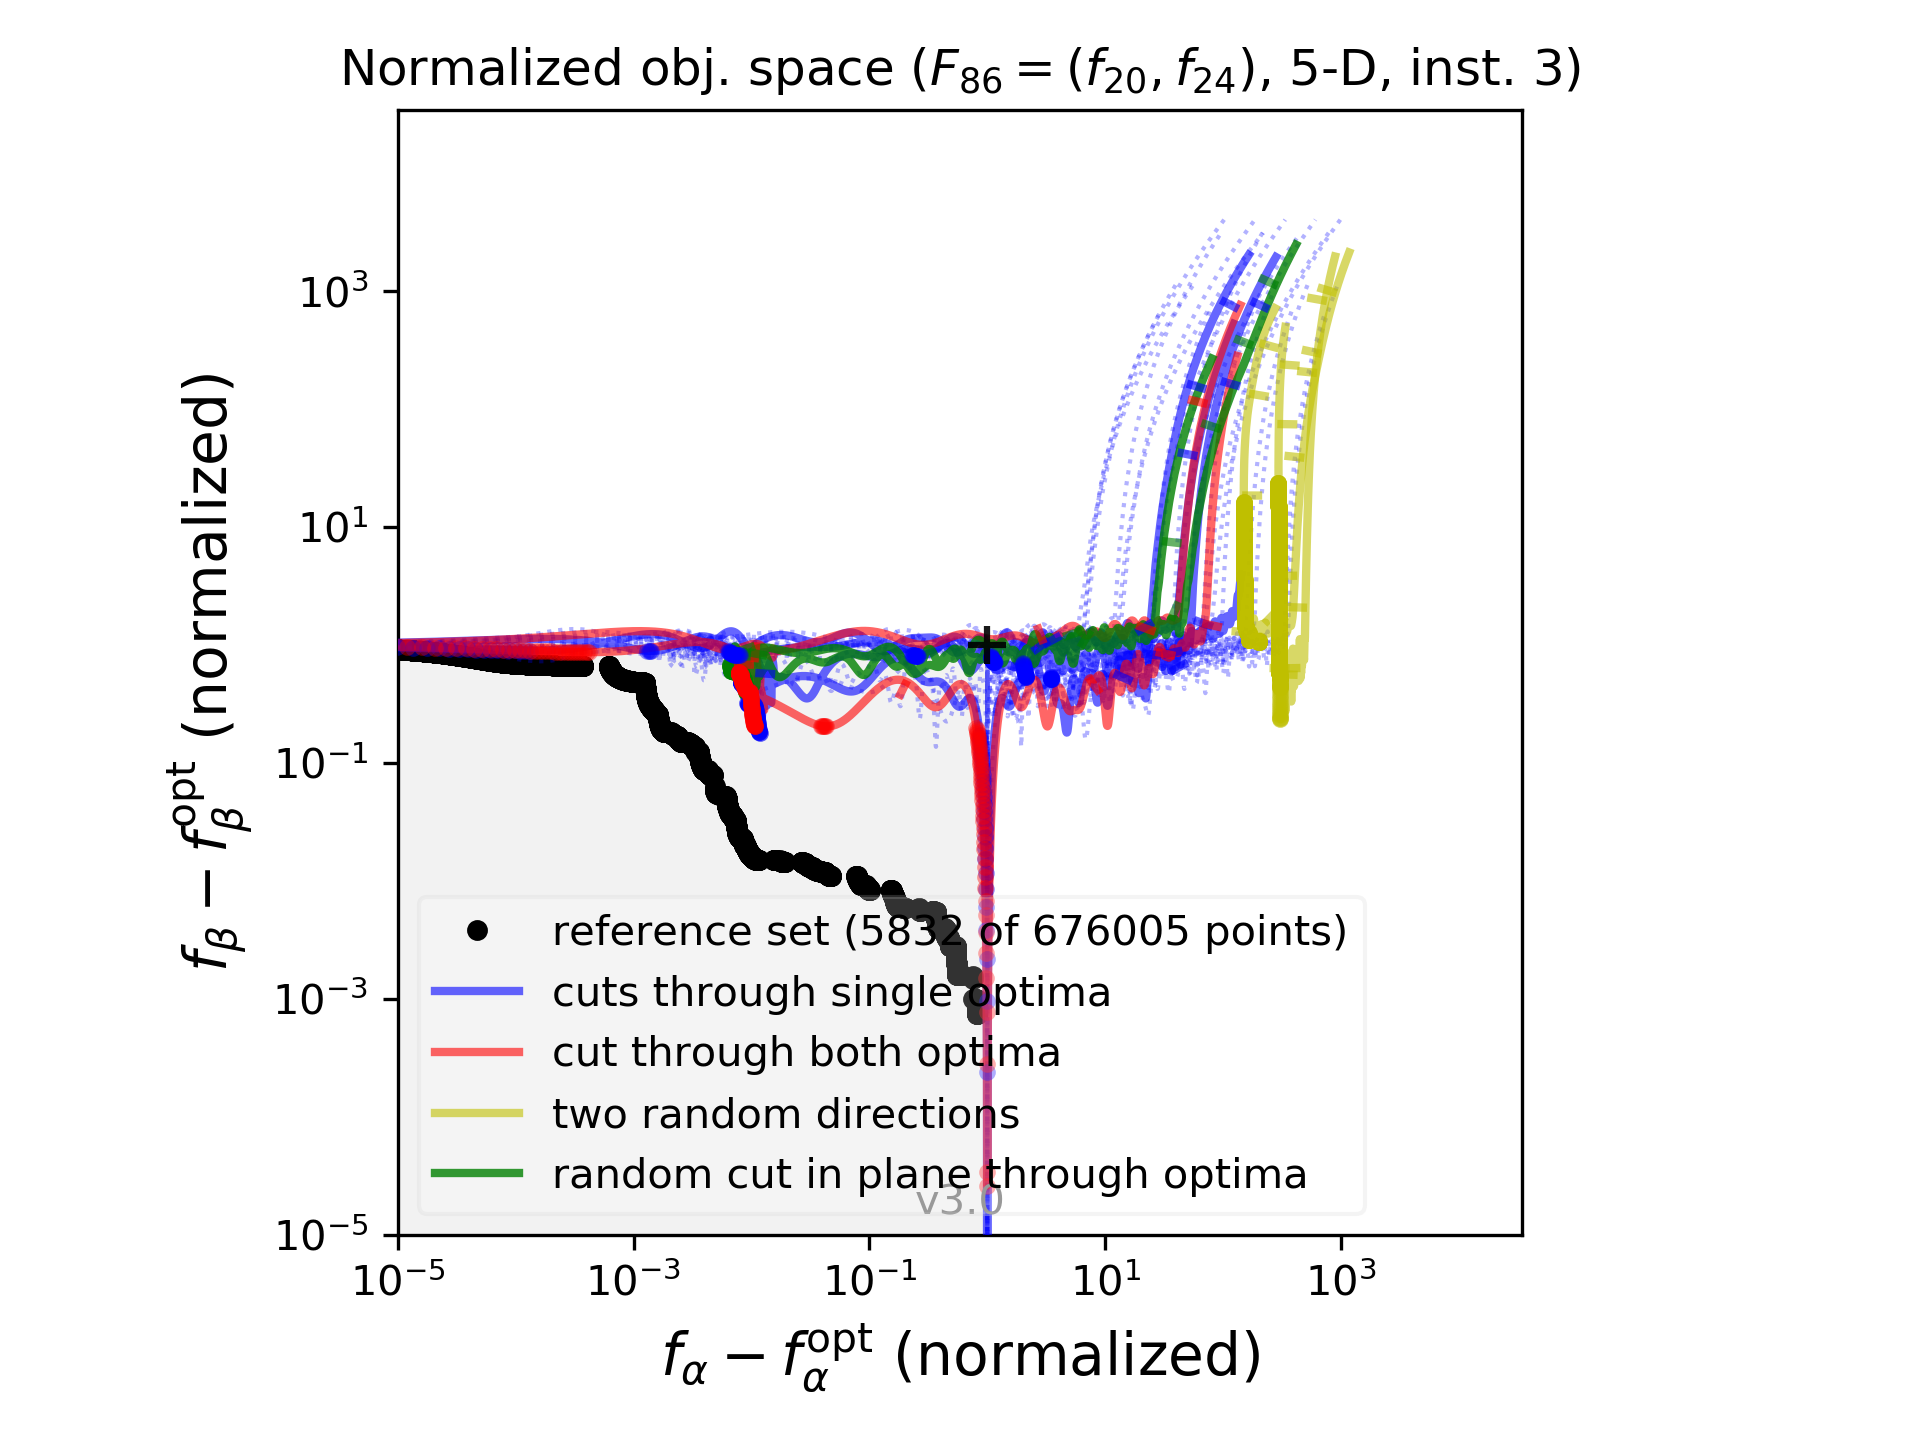 Normalized obj. space (F₈₆ = (f₂₀, f₂₄), 5-D, inst. 3)
f_β − f_β^opt (normalized)
10³
10¹
10⁻¹
10⁻³
10⁻⁵
reference set (5832 of 676005 points)
cuts through single optima
cut through both optima
two random directions
random cut in plane through optima
v3.0
10⁻⁵ 10⁻³ 10⁻¹ 10¹ 10³
f_α − f_α^opt (normalized)